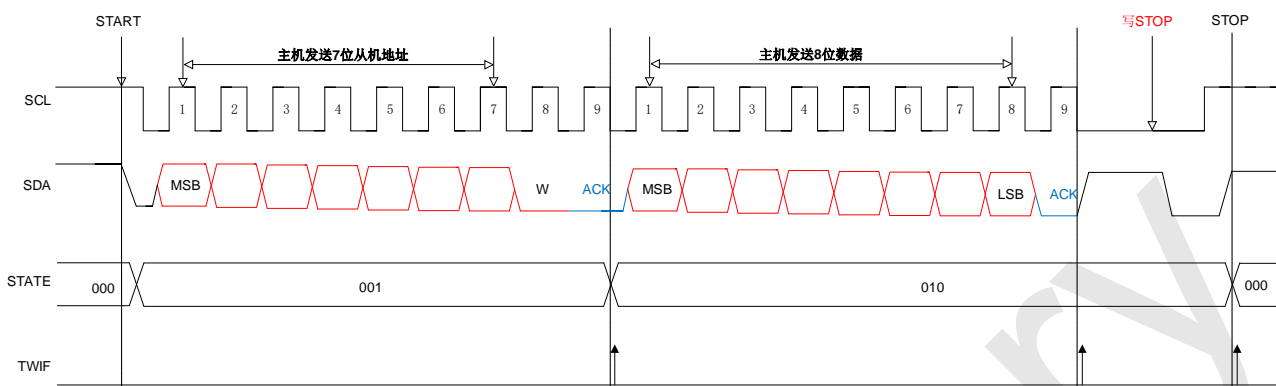 START 写STOP STOP
主机发送7位从机地址 主机发送8位数据
SCL 1 2 3 4 5 6 7 8 9 1 2 3 4 5 6 7 8 9
SDA MSB W ACK MSB LSB ACK
STATE 000 001 010 000
TWIF
ry